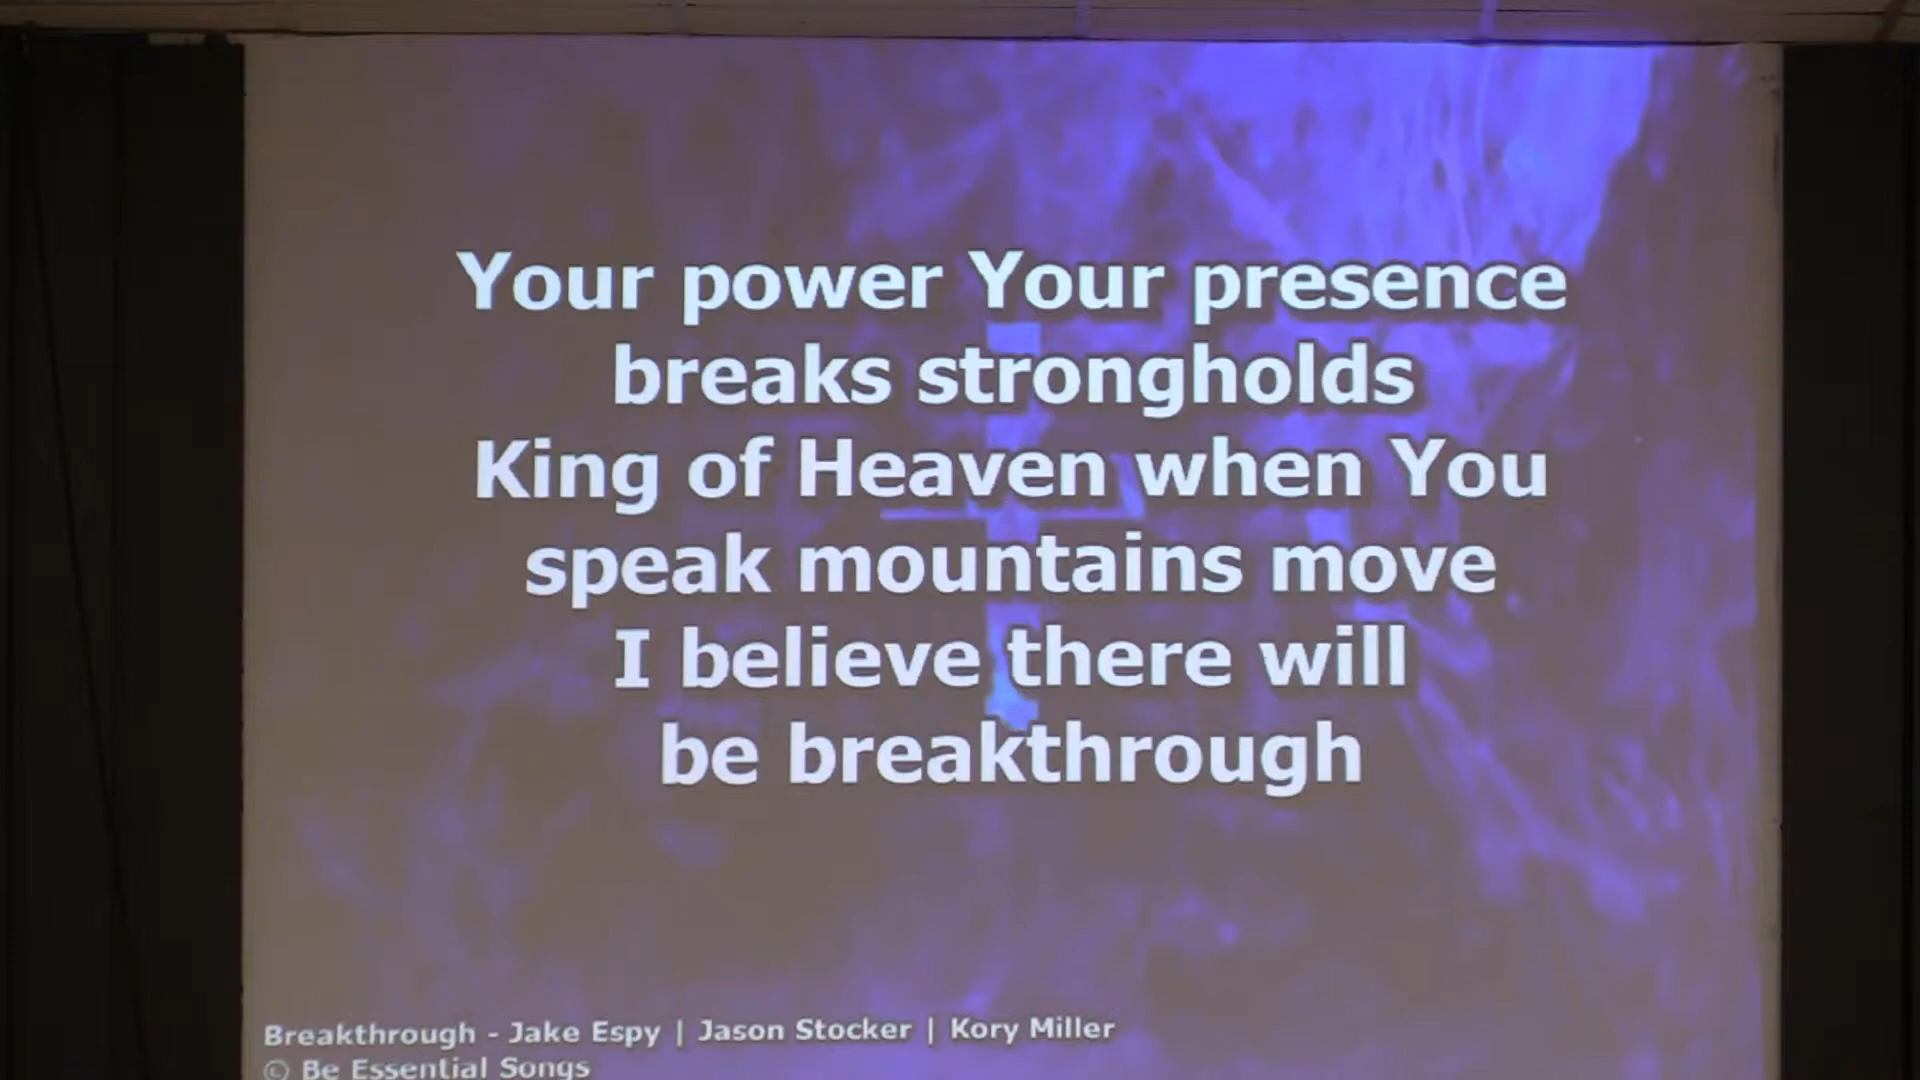 Your power Your presence
breaks strongholds
King of Heaven when You
speak mountains move
I believe there will
be breakthrough
Breakthrough - Jake Espy | Jason Stocker | Kory Miller
© Be Essential Songs